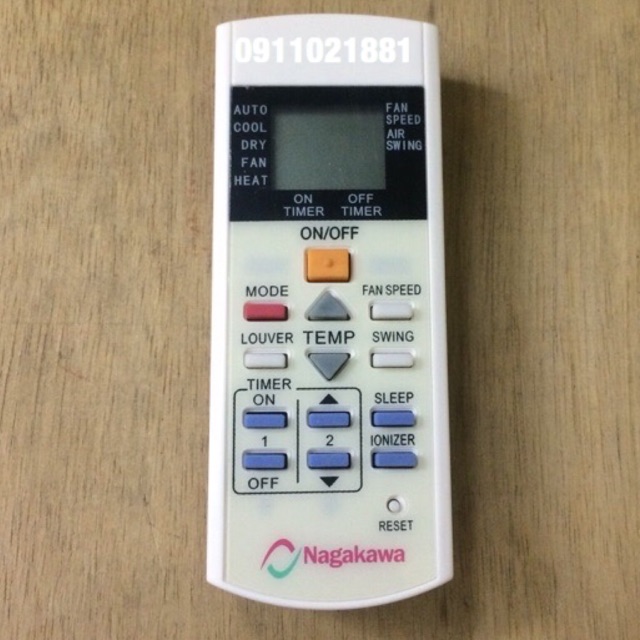 0911021881
AUTO
COOL
DRY
FAN
HEAT
FAN
SPEED
AIR
SWING
ON
TIMER
OFF
TIMER
ON/OFF
MODE
FAN SPEED
LOUVER
TEMP
SWING
TIMER
ON
SLEEP
1
2
IONIZER
OFF
RESET
Nagakawa